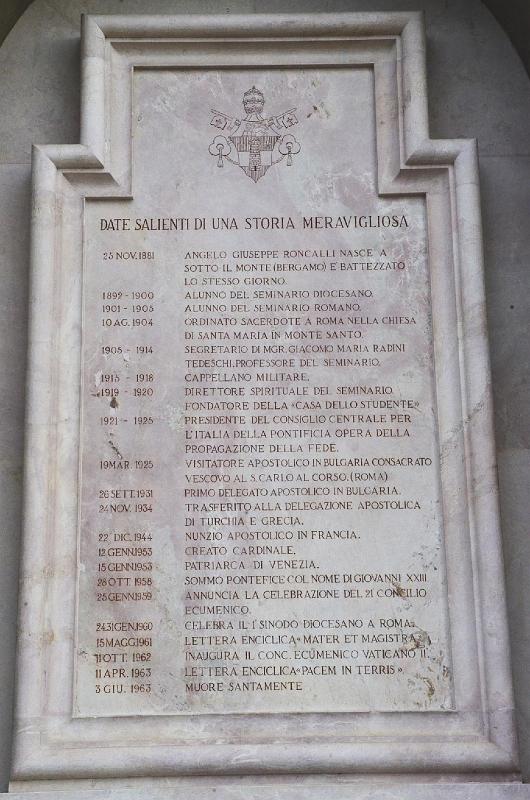 DATE SALIENTI DI UNA STORIA MERAVIGLIOSA
25 NOV. 1881 ANGELO GIUSEPPE RONCALLI NASCE A
SOTTO IL MONTE (BERGAMO) E BATTEZZATO
LO STESSO GIORNO.
1892 - 1900 ALUNNO DEL SEMINARIO DIOCESANO.
1901 - 1905 ALUNNO DEL SEMINARIO ROMANO.
10 AG. 1904 ORDINATO SACERDOTE A ROMA NELLA CHIESA
DI SANTA MARIA IN MONTE SANTO.
1905 - 1914 SEGRETARIO DI MGR. GIACOMO MARIA RADINI
TEDESCHI. PROFESSORE DEL SEMINARIO.
1915 - 1918 CAPPELLANO MILITARE.
1919 - 1920 DIRETTORE SPIRITUALE DEL SEMINARIO.
FONDATORE DELLA «CASA DELLO STUDENTE»
1921 - 1925 PRESIDENTE DEL CONSIGLIO CENTRALE PER
L'ITALIA DELLA PONTIFICIA OPERA DELLA
PROPAGAZIONE DELLA FEDE.
19 MAR. 1925 VISITATORE APOSTOLICO IN BULGARIA CONSACRATO
VESCOVO AL S. CARLO AL CORSO. (ROMA)
26 SETT. 1931 PRIMO DELEGATO APOSTOLICO IN BULGARIA.
24 NOV. 1934 TRASFERITO ALLA DELEGAZIONE APOSTOLICA
DI TURCHIA E GRECIA.
22 DIC. 1944 NUNZIO APOSTOLICO IN FRANCIA.
12 GENN. 1953 CREATO CARDINALE.
15 GENN. 1953 PATRIARCA DI VENEZIA.
28 OTT. 1958 SOMMO PONTEFICE COL NOME DI GIOVANNI XXIII
25 GENN. 1959 ANNUNCIA LA CELEBRAZIONE DEL 21 CONCILIO
ECUMENICO.
24.31 GEN. 1960 CELEBRA IL 1° SINODO DIOCESANO A ROMA.
15 MAGG. 1961 LETTERA ENCICLICA «MATER ET MAGISTRA»
11 OTT. 1962 INAUGURA IL CONC. ECUMENICO VATICANO II.
11 APR. 1963 LETTERA ENCICLICA «PACEM IN TERRIS».
3 GIU. 1963 MUORE SANTAMENTE